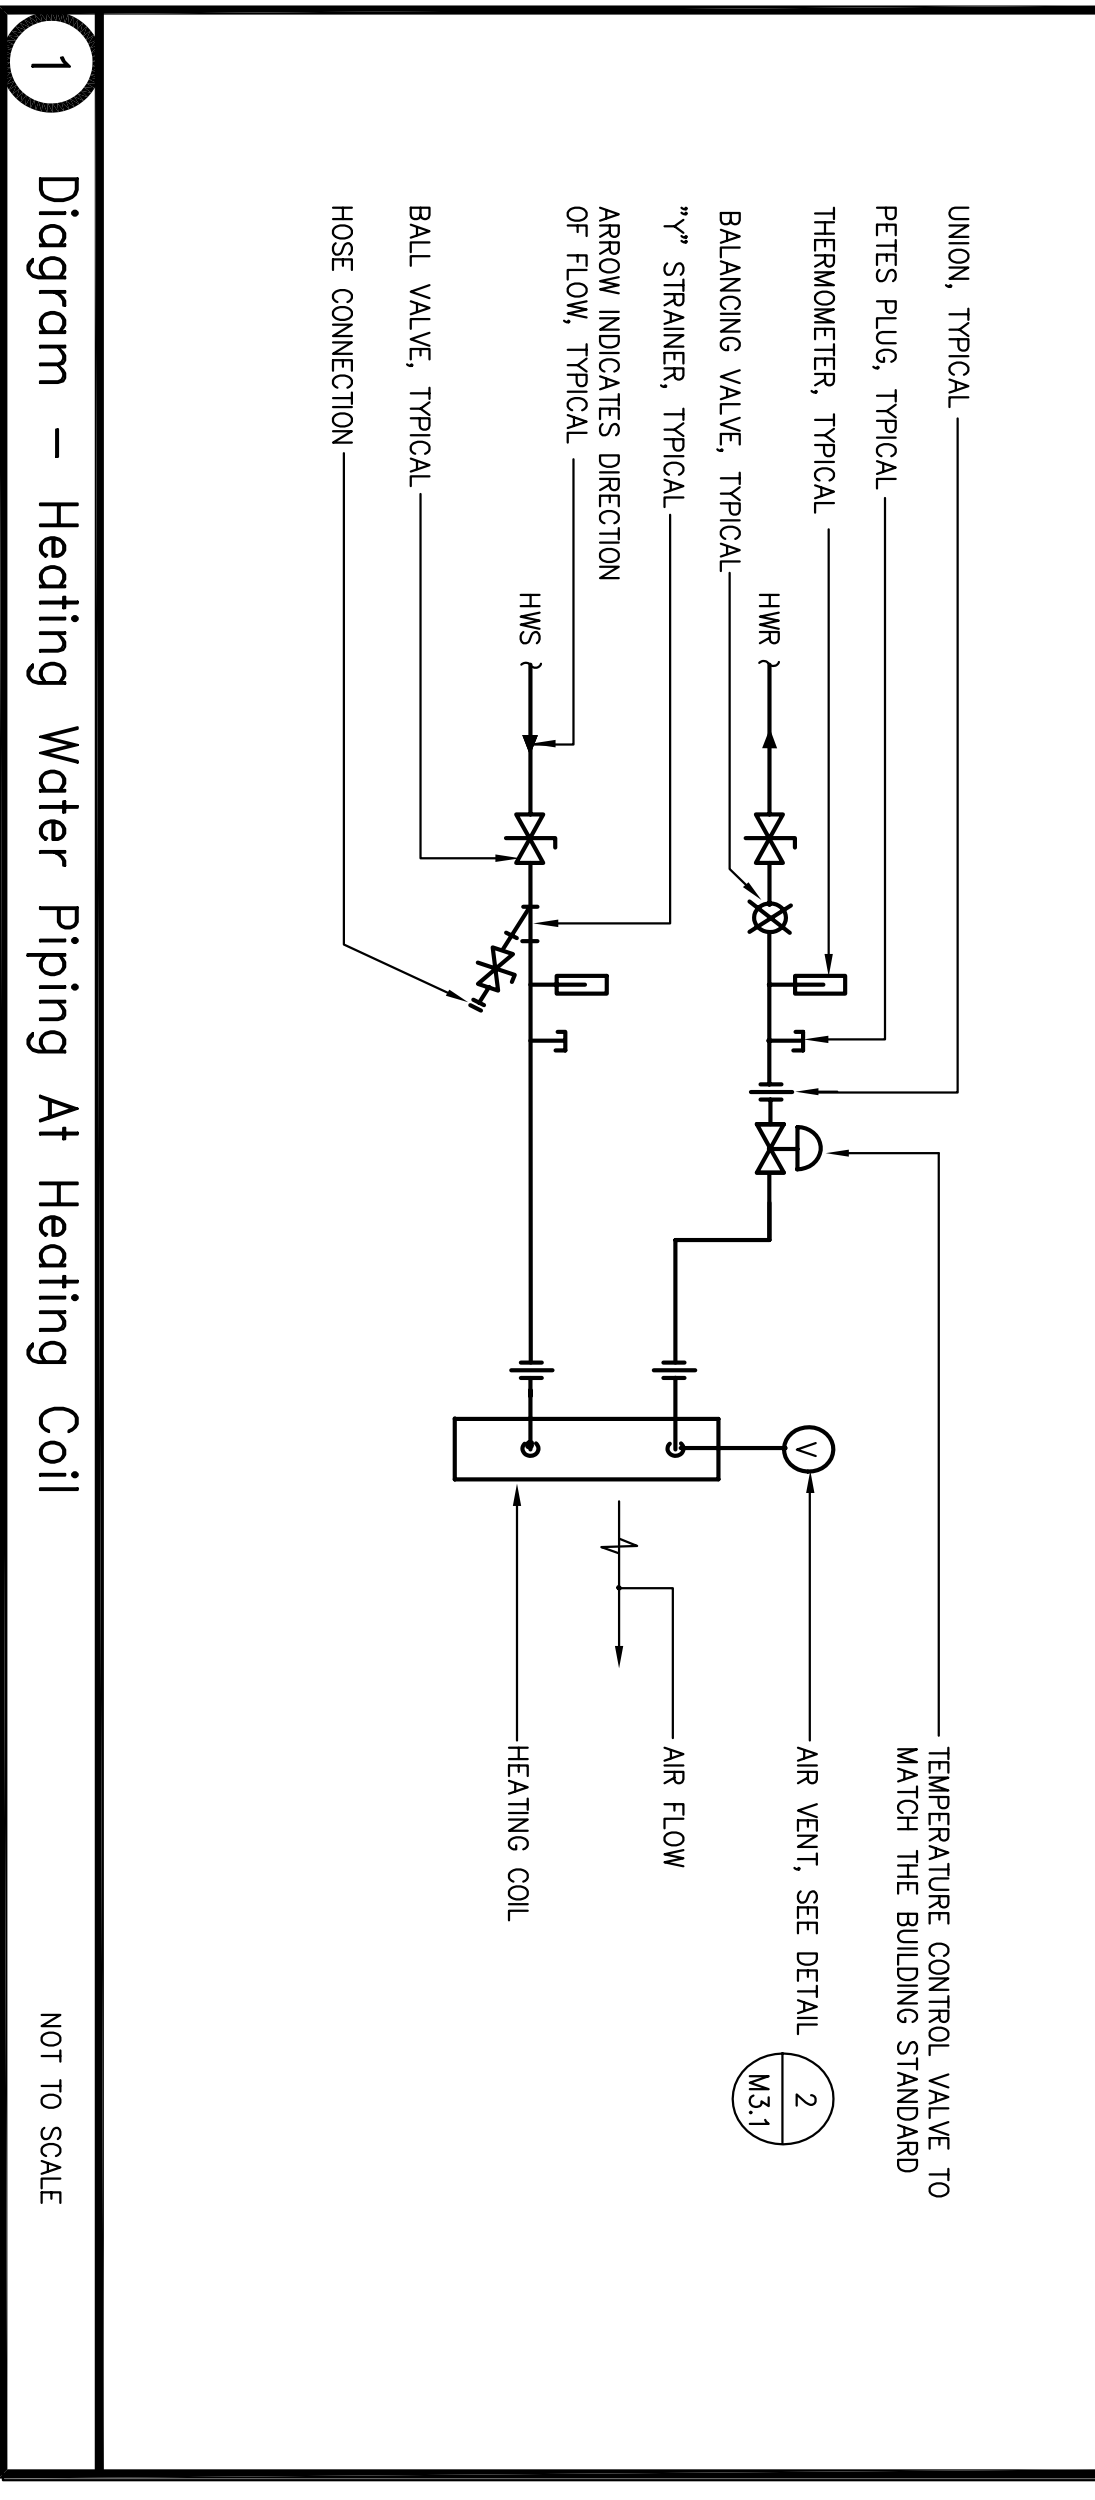 UNION, TYPICAL
PETES PLUG, TYPICAL
THERMOMETER, TYPICAL
BALANCING VALVE, TYPICAL
"Y" STRAINER, TYPICAL
ARROW INDICATES DIRECTION
OF FLOW, TYPICAL
BALL VALVE, TYPICAL
HOSE CONNECTION
HWR
HWS
V
TEMPERATURE CONTROL VALVE TO
MATCH THE BUILDING STANDARD
AIR VENT, SEE DETAIL
2
M3.1
AIR FLOW
HEATING COIL
1
Diagram - Heating Water Piping At Heating Coil
NOT TO SCALE